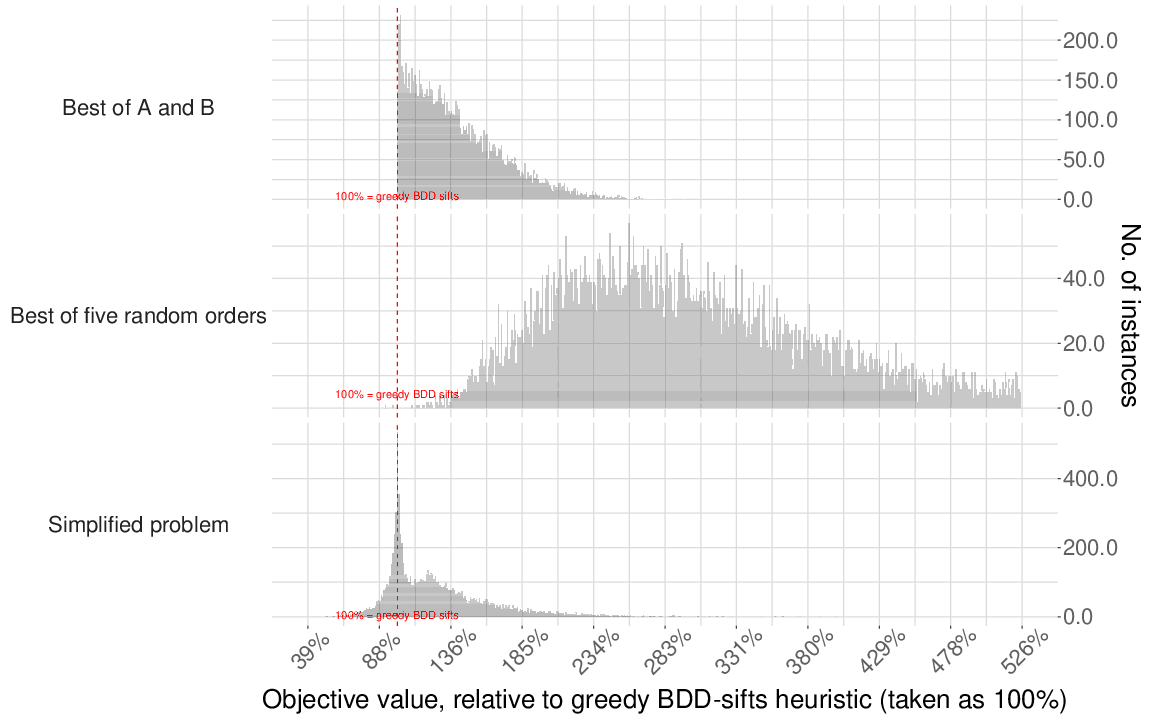 Best of A and B
200.0
150.0
100.0
50.0
0.0
100% = greedy BDD sifts
Best of five random orders
40.0
20.0
0.0
100% = greedy BDD sifts
No. of instances
Simplified problem
400.0
200.0
0.0
100% = greedy BDD sifts
39% 88% 136% 185% 234% 283% 331% 380% 429% 478% 526%
Objective value, relative to greedy BDD-sifts heuristic (taken as 100%)